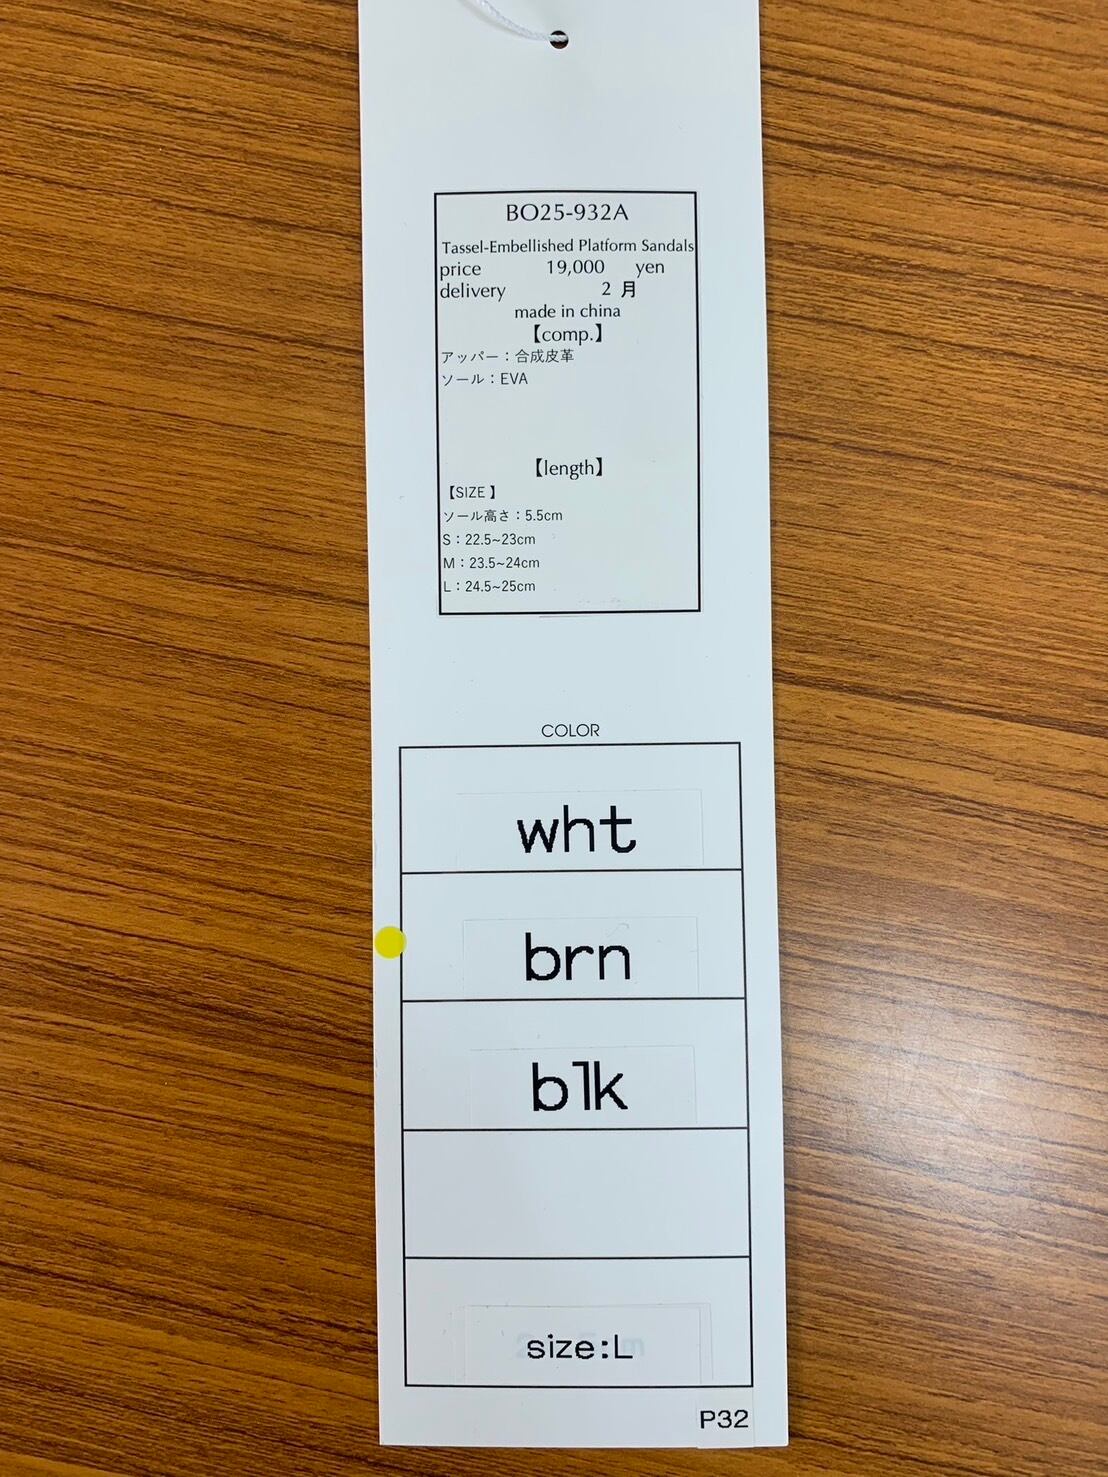 BO25-932A
Tassel-Embellished Platform Sandals
price 19,000 yen
delivery 2 月
made in china
【comp.】
アッパー：合成皮革
ソール：EVA
【length】
【SIZE】
ソール高さ：5.5cm
S：22.5~23cm
M：23.5~24cm
L：24.5~25cm
COLOR
wht
brn
blk
size:L
P32